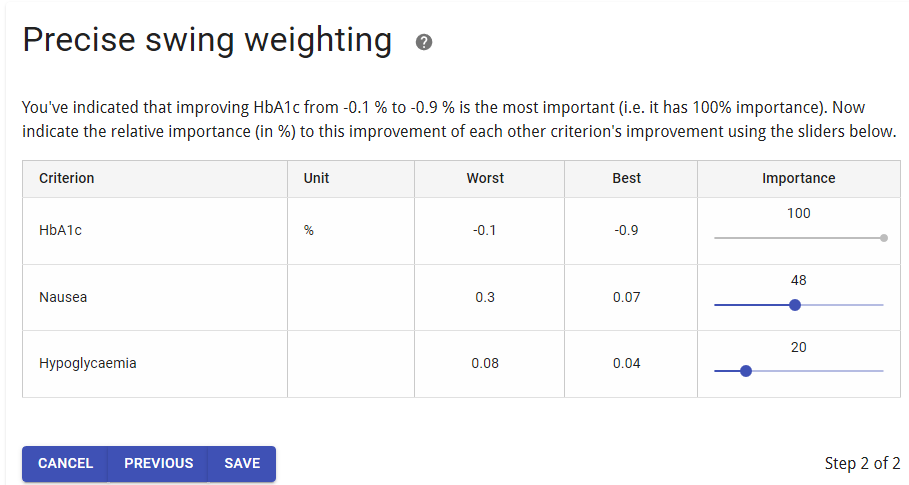 Precise swing weighting ?
You've indicated that improving HbA1c from -0.1 % to -0.9 % is the most important (i.e. it has 100% importance). Now
indicate the relative importance (in %) to this improvement of each other criterion's improvement using the sliders below.
Criterion Unit Worst Best Importance
HbA1c % -0.1 -0.9 100
Nausea 0.3 0.07 48
Hypoglycaemia 0.08 0.04 20
CANCEL PREVIOUS SAVE Step 2 of 2